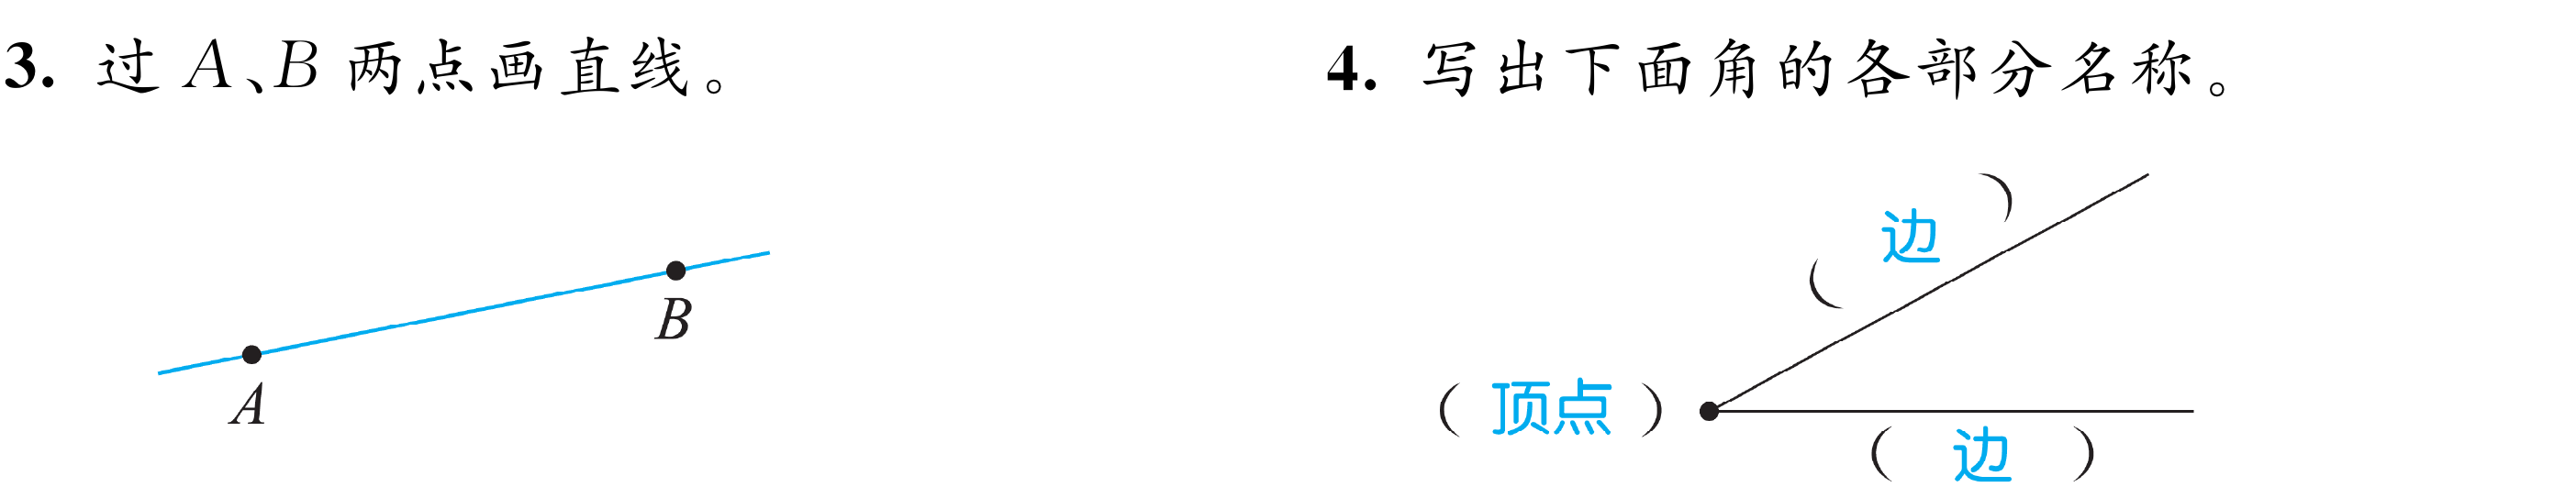 3. 过 A、B 两点画直线。
B
A
4. 写出下面角的各部分名称。
( 边 )
( 顶点 )
( 边 )